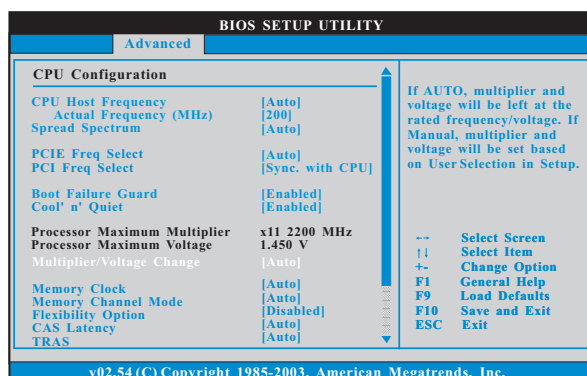 BIOS SETUP UTILITY
Advanced
CPU Configuration
CPU Host Frequency [Auto]
Actual Frequency (MHz) [200]
Spread Spectrum [Auto]
PCIE Freq Select [Auto]
PCI Freq Select [Sync. with CPU]
Boot Failure Guard [Enabled]
Cool' n' Quiet [Enabled]
Processor Maximum Multiplier x11 2200 MHz
Processor Maximum Voltage 1.450 V
Multiplier/Voltage Change [Auto]
Memory Clock [Auto]
Memory Channel Mode [Auto]
Flexibility Option [Disabled]
CAS Latency [Auto]
TRAS [Auto]
If AUTO, multiplier and
voltage will be left at the
rated frequency/voltage. If
Manual, multiplier and
voltage will be set based
on User Selection in Setup.
←→ Select Screen
↑↓ Select Item
+- Change Option
F1 General Help
F9 Load Defaults
F10 Save and Exit
ESC Exit
v02.54 (C) Copyright 1985-2003, American Megatrends, Inc.